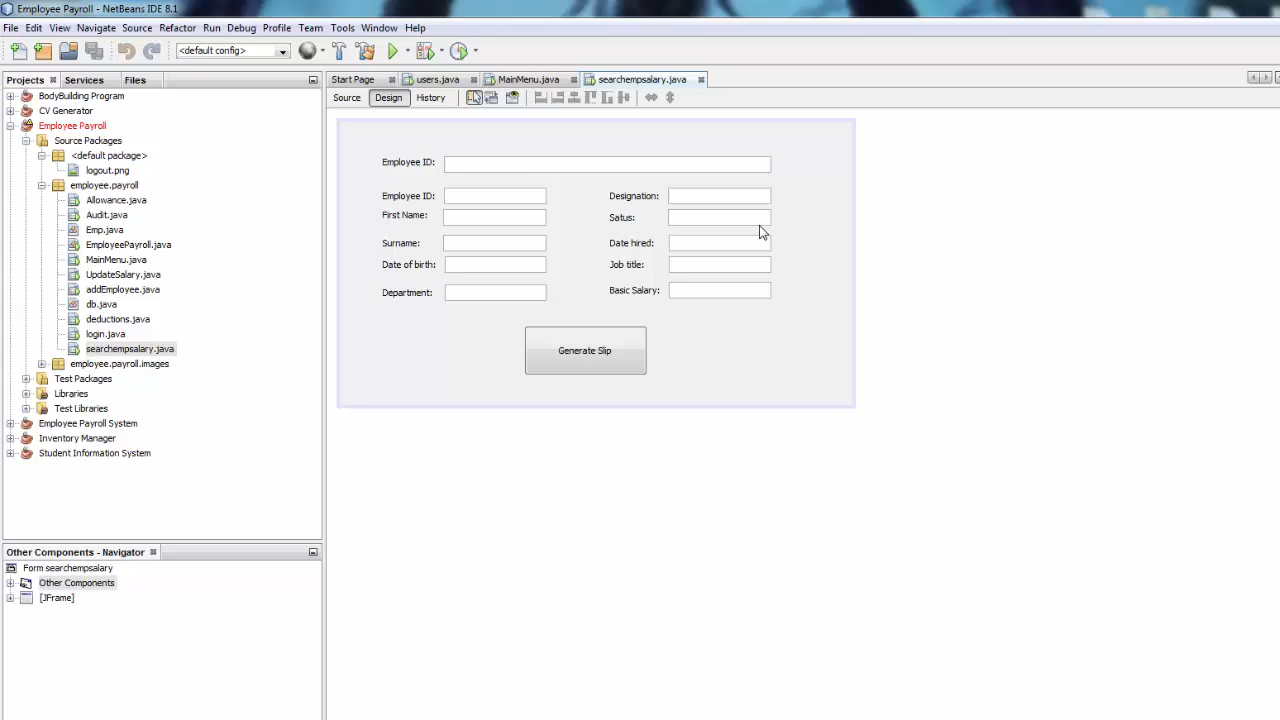 Employee Payroll - NetBeans IDE 8.1
File Edit View Navigate Source Refactor Run Debug Profile Team Tools Window Help
<default config>
Projects Services Files
Start Page users.java MainMenu.java searchempsalary.java
Source Design History
BodyBuilding Program
CV Generator
Employee Payroll
Source Packages
<default package>
logout.png
employee.payroll
Allowance.java
Audit.java
Emp.java
EmployeePayroll.java
MainMenu.java
UpdateSalary.java
addEmployee.java
db.java
deductions.java
login.java
searchempsalary.java
employee.payroll.images
Test Packages
Libraries
Test Libraries
Employee Payroll System
Inventory Manager
Student Information System
Employee ID:
Employee ID: Designation:
First Name: Satus:
Surname: Date hired:
Date of birth: Job title:
Department: Basic Salary:
Generate Slip
Other Components - Navigator
Form searchempsalary
Other Components
[JFrame]